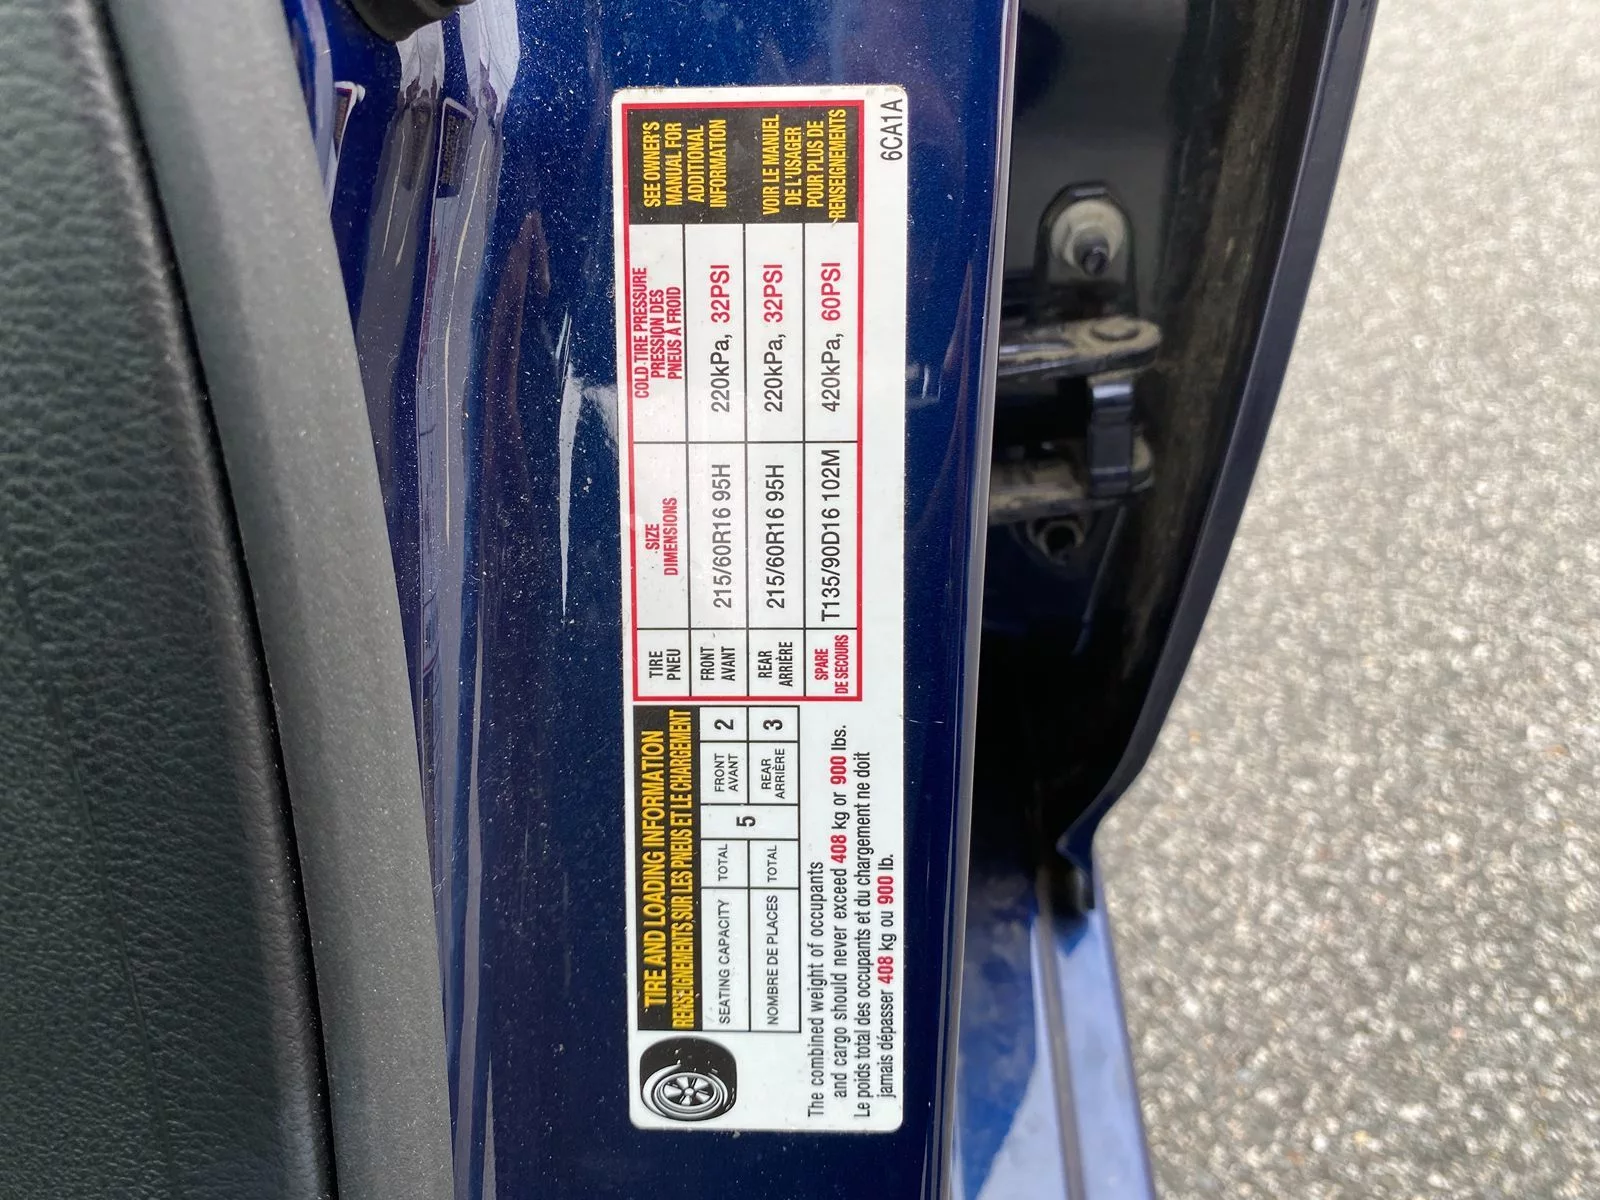 TIRE AND LOADING INFORMATION
RENSEIGNEMENTS SUR LES PNEUS ET LE CHARGEMENT
SEATING CAPACITY
NOMBRE DE PLACES
TOTAL
TOTAL
5
FRONT
AVANT
2
REAR
ARRIÈRE
3
The combined weight of occupants
and cargo should never exceed 408 kg or 900 lbs.
Le poids total des occupants et du chargement ne doit
jamais dépasser 408 kg ou 900 lb.
TIRE
PNEU
SIZE
DIMENSIONS
COLD TIRE PRESSURE
PRESSION DES
PNEUS À FROID
FRONT
AVANT
215/60R16 95H
220kPa, 32PSI
REAR
ARRIÈRE
215/60R16 95H
220kPa, 32PSI
SPARE
DE SECOURS
T135/90D16 102M
420kPa, 60PSI
SEE OWNER'S
MANUAL FOR
ADDITIONAL
INFORMATION
VOIR LE MANUEL
DE L'USAGER
POUR PLUS DE
RENSEIGNEMENTS
6CA1A